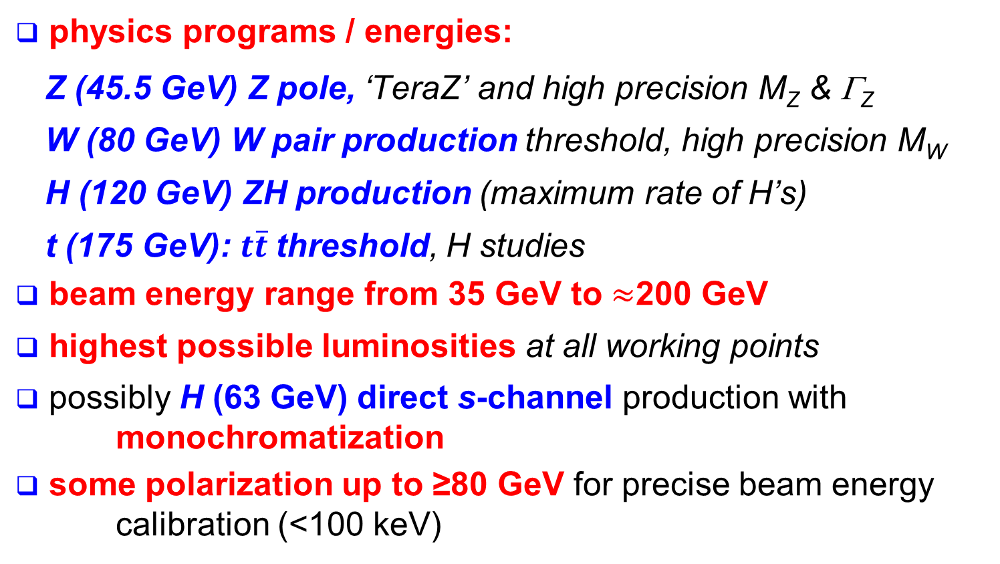 ❑ physics programs / energies:
Z (45.5 GeV) Z pole, ‘TeraZ’ and high precision M_Z & Γ_Z
W (80 GeV) W pair production threshold, high precision M_W
H (120 GeV) ZH production (maximum rate of H’s)
t (175 GeV): tt̄ threshold, H studies
❑ beam energy range from 35 GeV to ≈200 GeV
❑ highest possible luminosities at all working points
❑ possibly H (63 GeV) direct s-channel production with
monochromatization
❑ some polarization up to ≥80 GeV for precise beam energy
calibration (<100 keV)